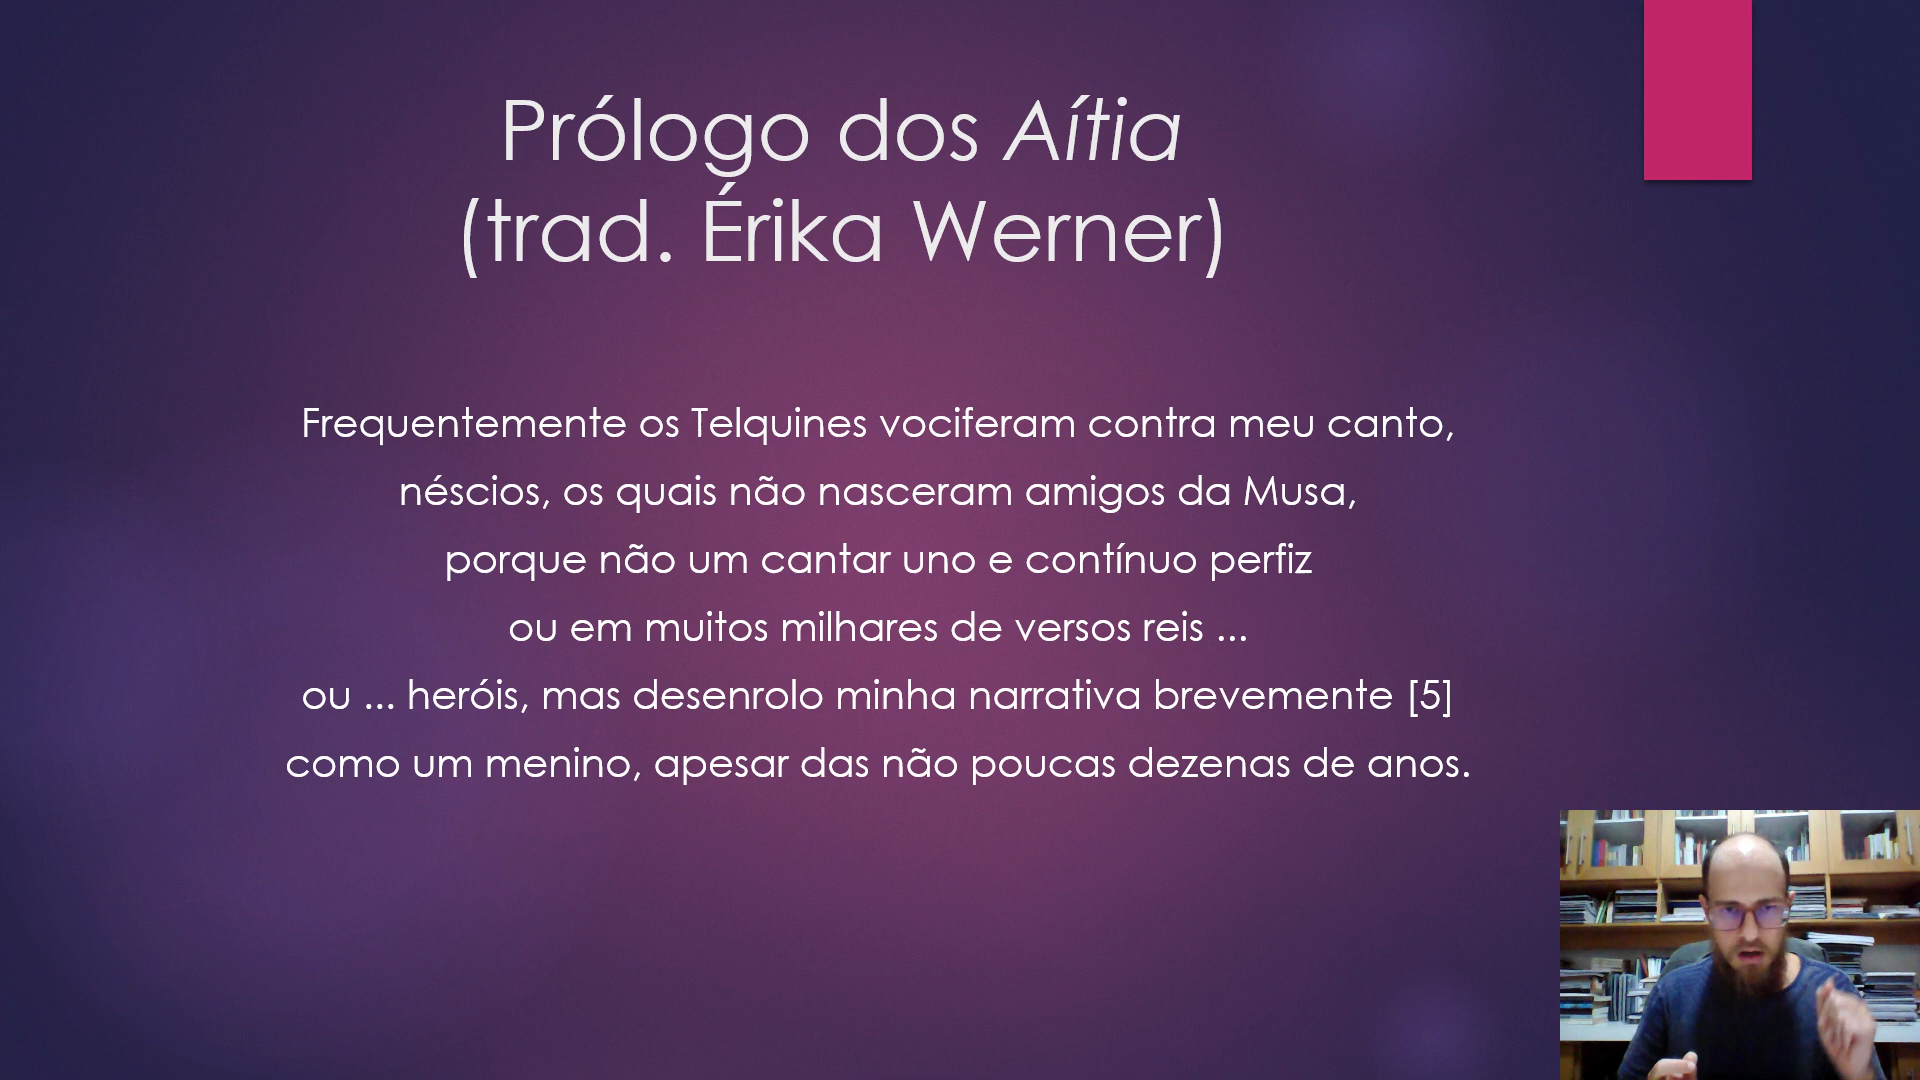 Prólogo dos Aítia
(trad. Érika Werner)
Frequentemente os Telquines vociferam contra meu canto,
néscios, os quais não nasceram amigos da Musa,
porque não um cantar uno e contínuo perfiz
ou em muitos milhares de versos reis ...
ou ... heróis, mas desenrolo minha narrativa brevemente [5]
como um menino, apesar das não poucas dezenas de anos.